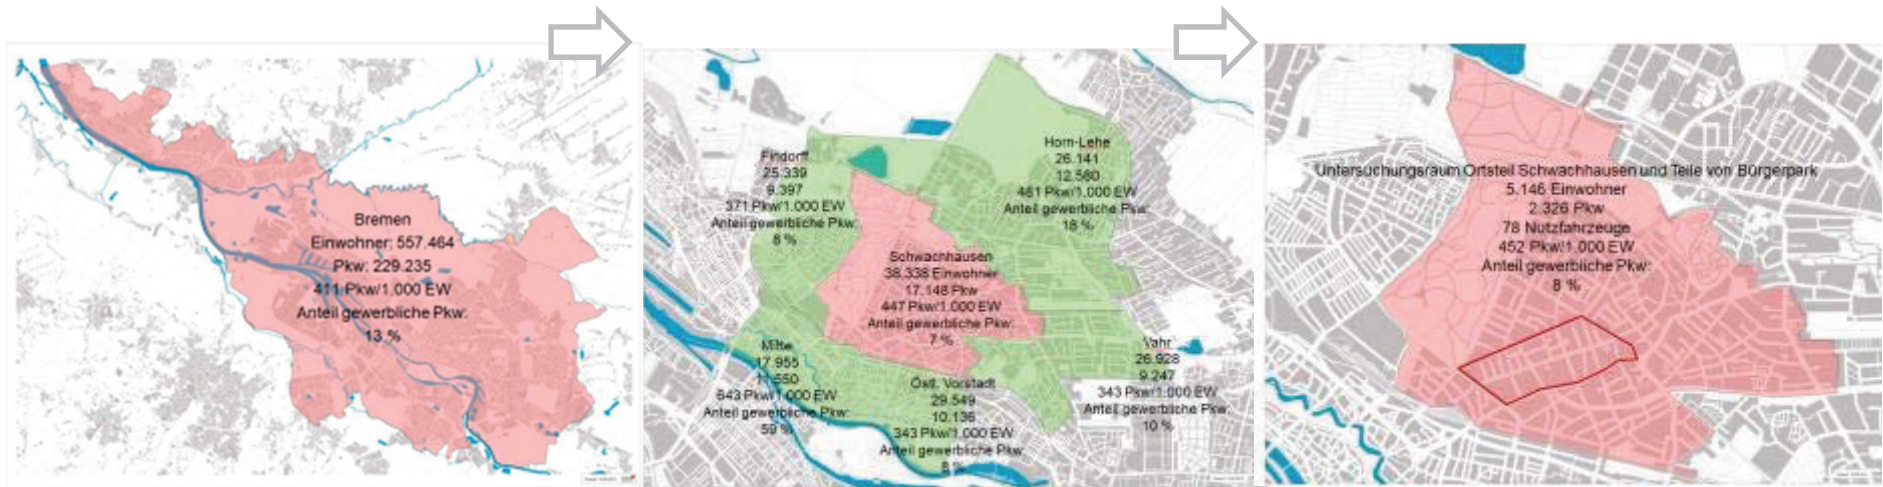 Bremen
Einwohner: 557.464
Pkw: 229.235
411 Pkw/1.000 EW
Anteil gewerbliche Pkw:
13 %
Findorff
25.339
9.397
371 Pkw/1.000 EW
Anteil gewerbliche Pkw:
8 %
Horn-Lehe
26.141
12.580
481 Pkw/1.000 EW
Anteil gewerbliche Pkw:
18 %
Schwachhausen
38.338 Einwohner
17.148 Pkw
447 Pkw/1.000 EW
Anteil gewerbliche Pkw:
7 %
Mitte
17.955
11.550
643 Pkw/1.000 EW
Anteil gewerbliche Pkw:
59 %
Östl. Vorstadt
29.549
10.136
343 Pkw/1.000 EW
Anteil gewerbliche Pkw:
8 %
Vahr
26.928
9.247
343 Pkw/1.000 EW
Anteil gewerbliche Pkw:
10 %
Untersuchungsraum Ortsteil Schwachhausen und Teile von Bürgerpark
5.146 Einwohner
2.326 Pkw
78 Nutzfahrzeuge
452 Pkw/1.000 EW
Anteil gewerbliche Pkw:
8 %